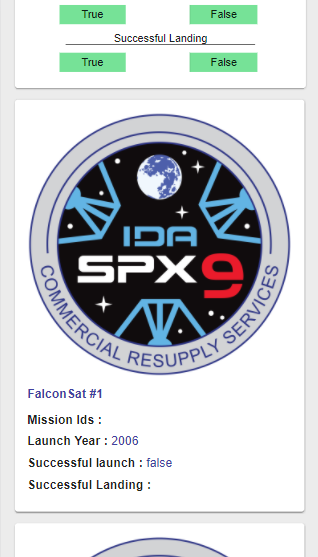 True False
Successful Landing
True False
IDA
SPX9
COMMERCIAL RESUPPLY SERVICES
FalconSat #1
Mission Ids :
Launch Year : 2006
Successful launch : false
Successful Landing :